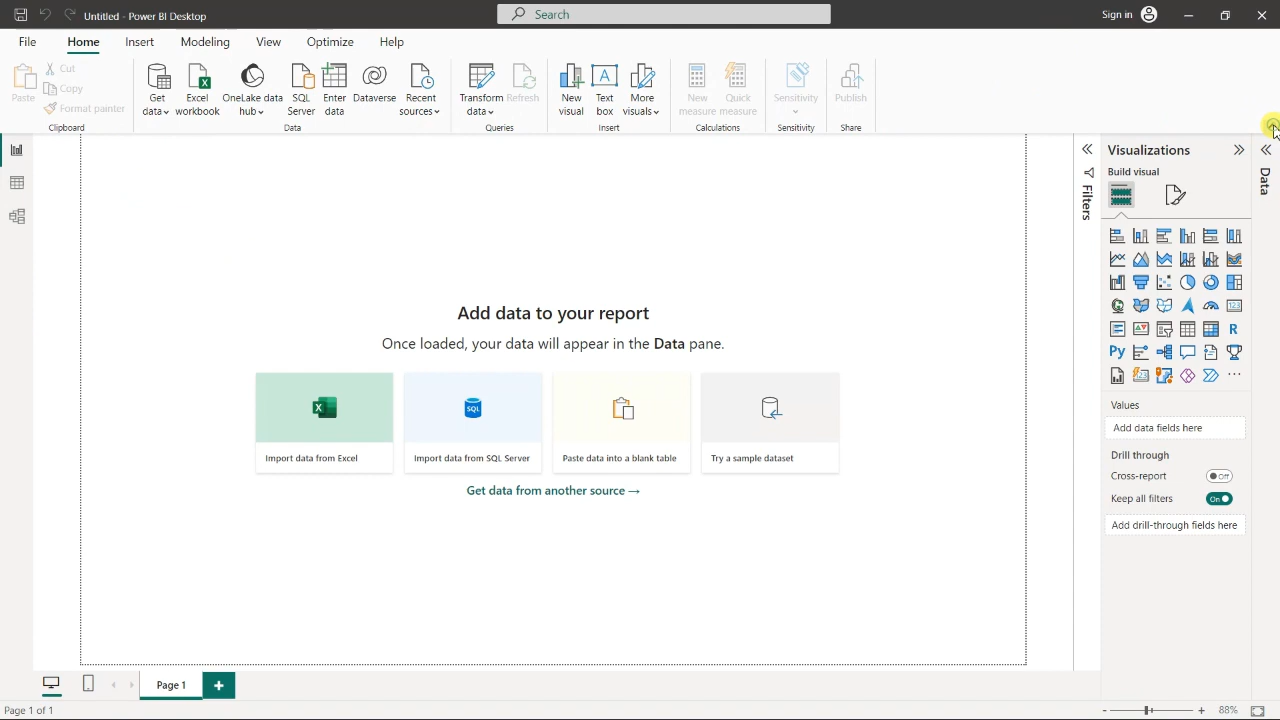 Untitled - Power BI Desktop
Search
Sign in
File Home Insert Modeling View Optimize Help
Paste
Cut
Copy
Format painter
Clipboard
Get data
Excel workbook
OneLake data hub
SQL Server
Enter data
Dataverse
Recent sources
Data
Transform data
Refresh
Queries
New visual
Text box
More visuals
Insert
New measure
Quick measure
Calculations
Sensitivity
Sensitivity
Publish
Share
Add data to your report
Once loaded, your data will appear in the Data pane.
SQL
Import data from Excel
Import data from SQL Server
Paste data into a blank table
Try a sample dataset
Get data from another source →
Filters
Visualizations
Build visual
123
R
Py
Values
Add data fields here
Drill through
Cross-report
Off
Keep all filters
On
Add drill-through fields here
Data
Page 1
Page 1 of 1
88%